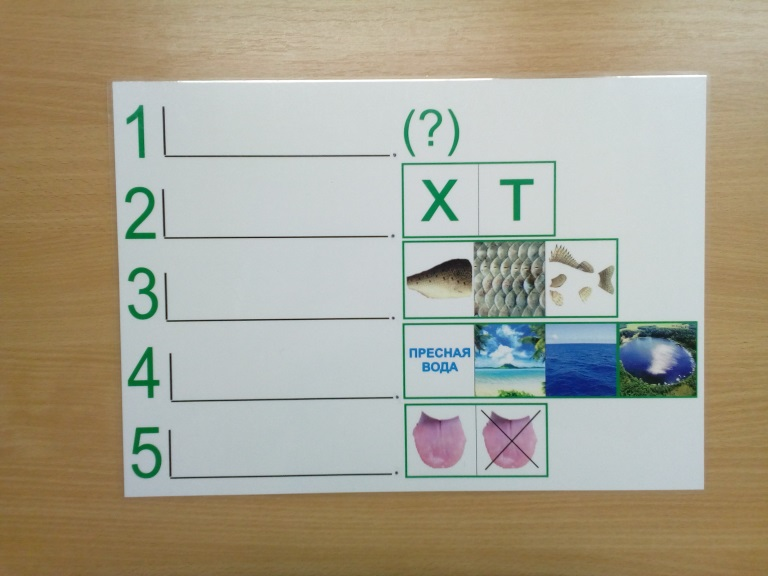 1 . (?)
2 . Х Т
3 .
4 . ПРЕСНАЯ
ВОДА
5 .